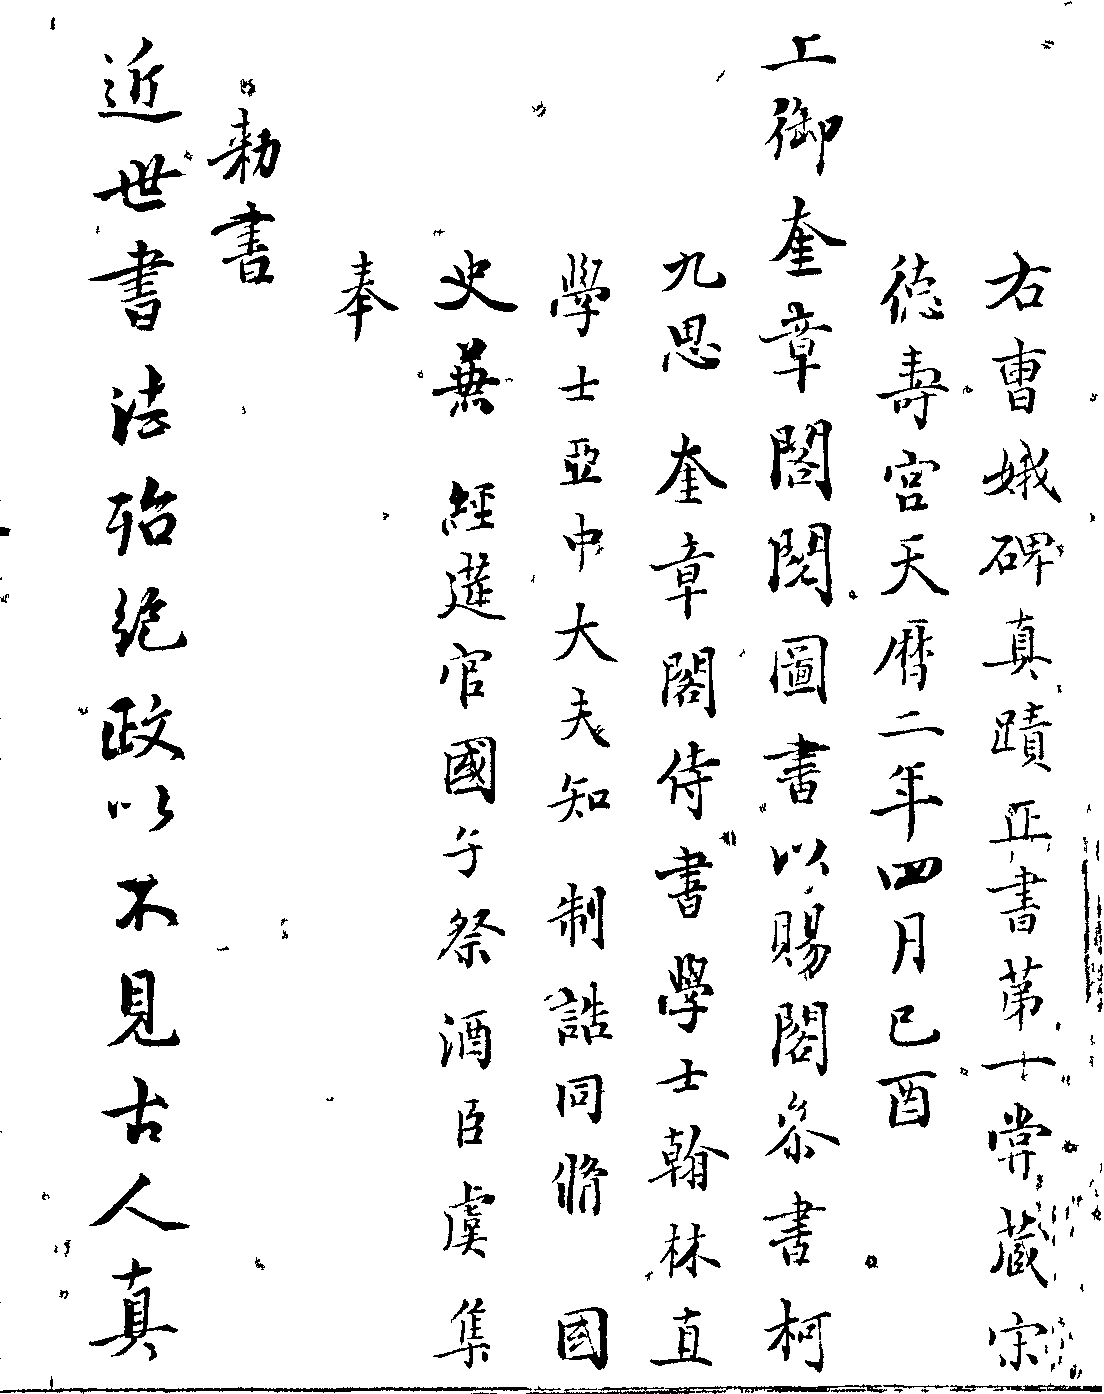 右曹娥碑真蹟正書第一嘗藏宋
德壽宮天曆二年四月己酉
上御奎章閣閱圖書以賜閣叅書柯
九思 奎章閣侍書學士翰林直
學士亞中大夫知 制誥同脩 國
史兼 經筵官國子祭酒臣虞集
奉
勑書
近世書法殆絕政以不見古人真